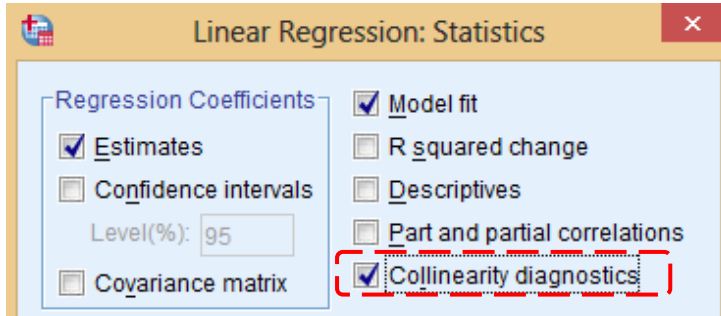 Linear Regression: Statistics
Regression Coefficients
Estimates
Confidence intervals
Level(%): 95
Covariance matrix
Model fit
R squared change
Descriptives
Part and partial correlations
Collinearity diagnostics